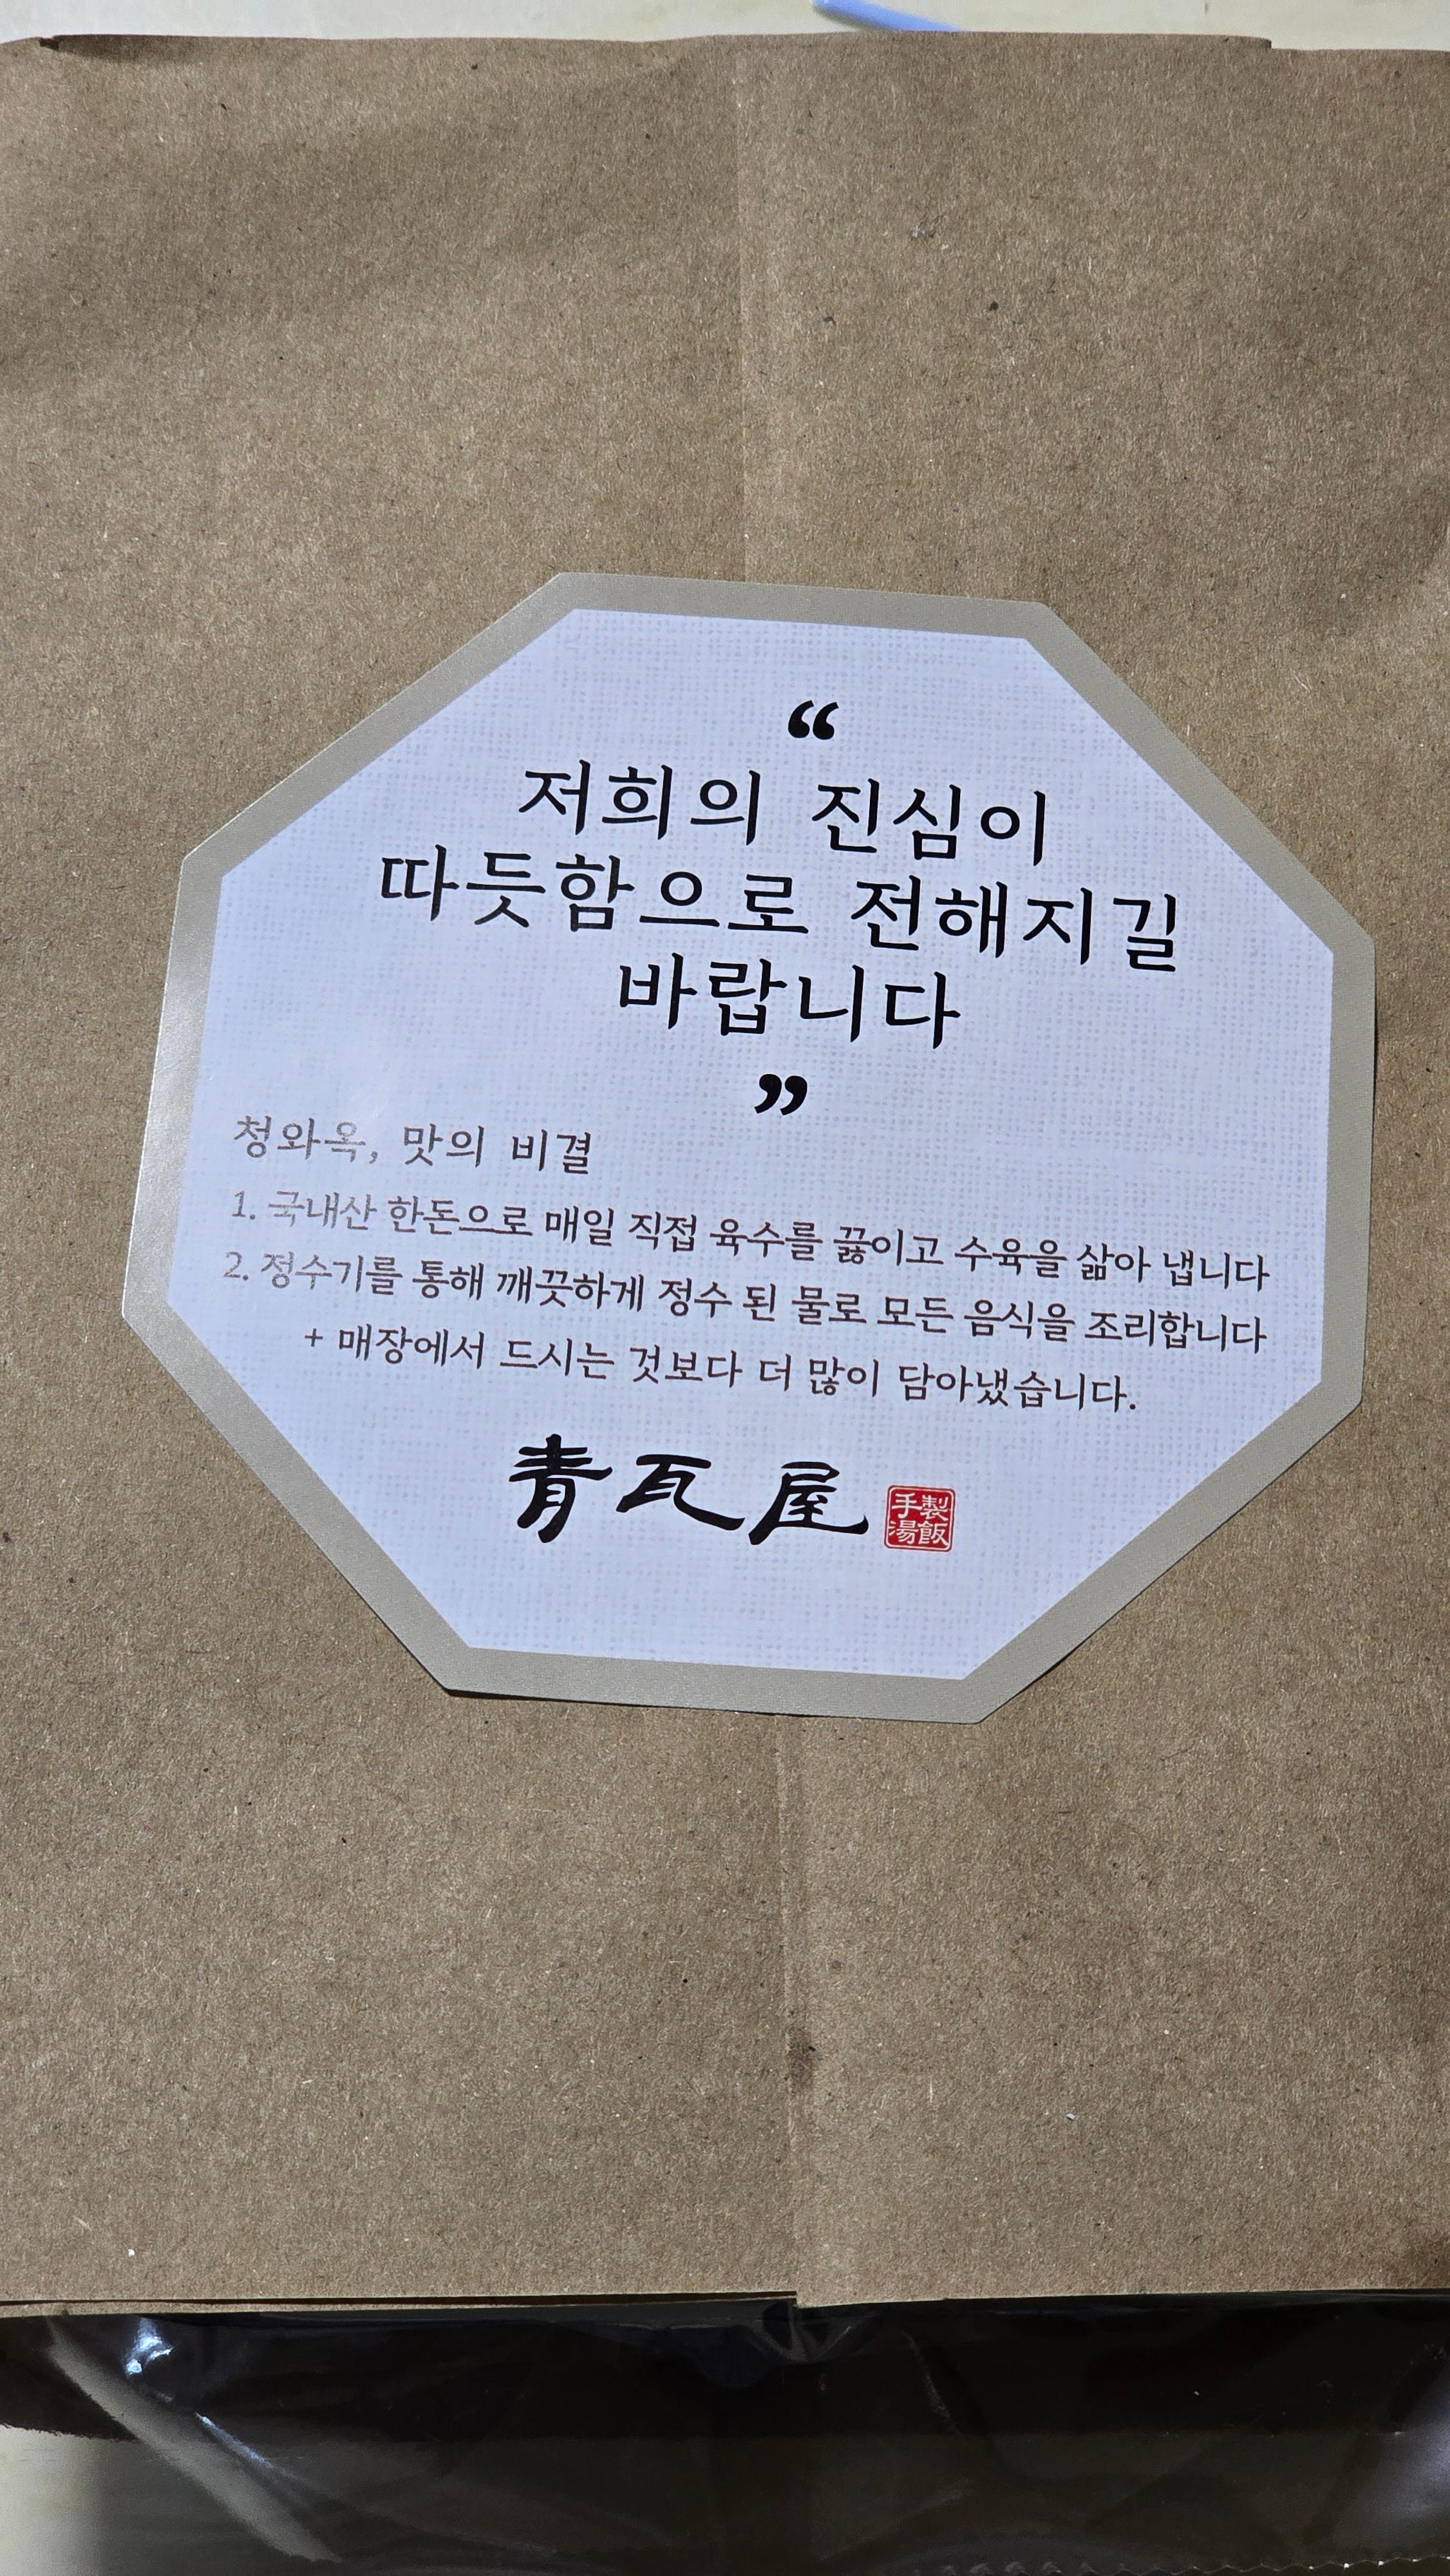 “
저희의 진심이
따듯함으로 전해지길
바랍니다
”
청와옥, 맛의 비결
1. 국내산 한돈으로 매일 직접 육수를 끓이고 수육을 삶아 냅니다
2. 정수기를 통해 깨끗하게 정수 된 물로 모든 음식을 조리합니다
+ 매장에서 드시는 것보다 더 많이 담아냈습니다.
青瓦屋
手製
湯飯